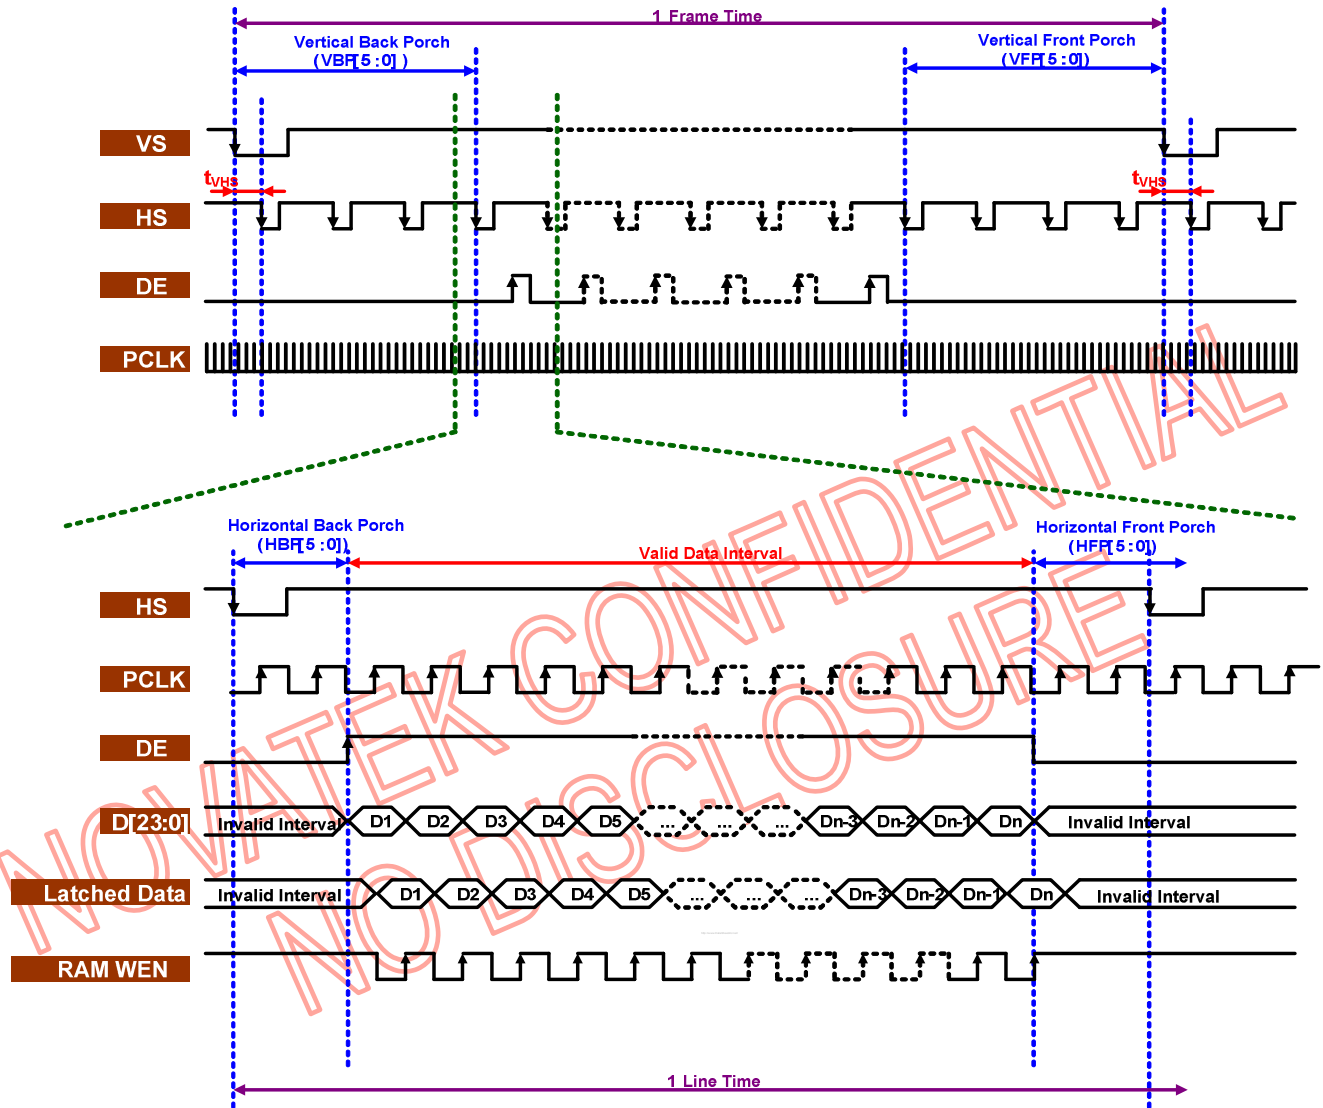 1 Frame Time
Vertical Back Porch
(VBP[5:0])
Vertical Front Porch
(VFP[5:0])
VS
tVHS
tVHS
HS
DE
PCLK
Horizontal Back Porch
(HBP[5:0])
Valid Data Interval
Horizontal Front Porch
(HFP[5:0])
HS
PCLK
DE
D[23:0]
Invalid Interval D1 D2 D3 D4 D5 ... ... ... Dn-3 Dn-2 Dn-1 Dn Invalid Interval
Latched Data
Invalid Interval D1 D2 D3 D4 D5 ... ... ... Dn-3 Dn-2 Dn-1 Dn Invalid Interval
RAM WEN
1 Line Time
NOVATEK CONFIDENTIAL
NO DISCLOSURE